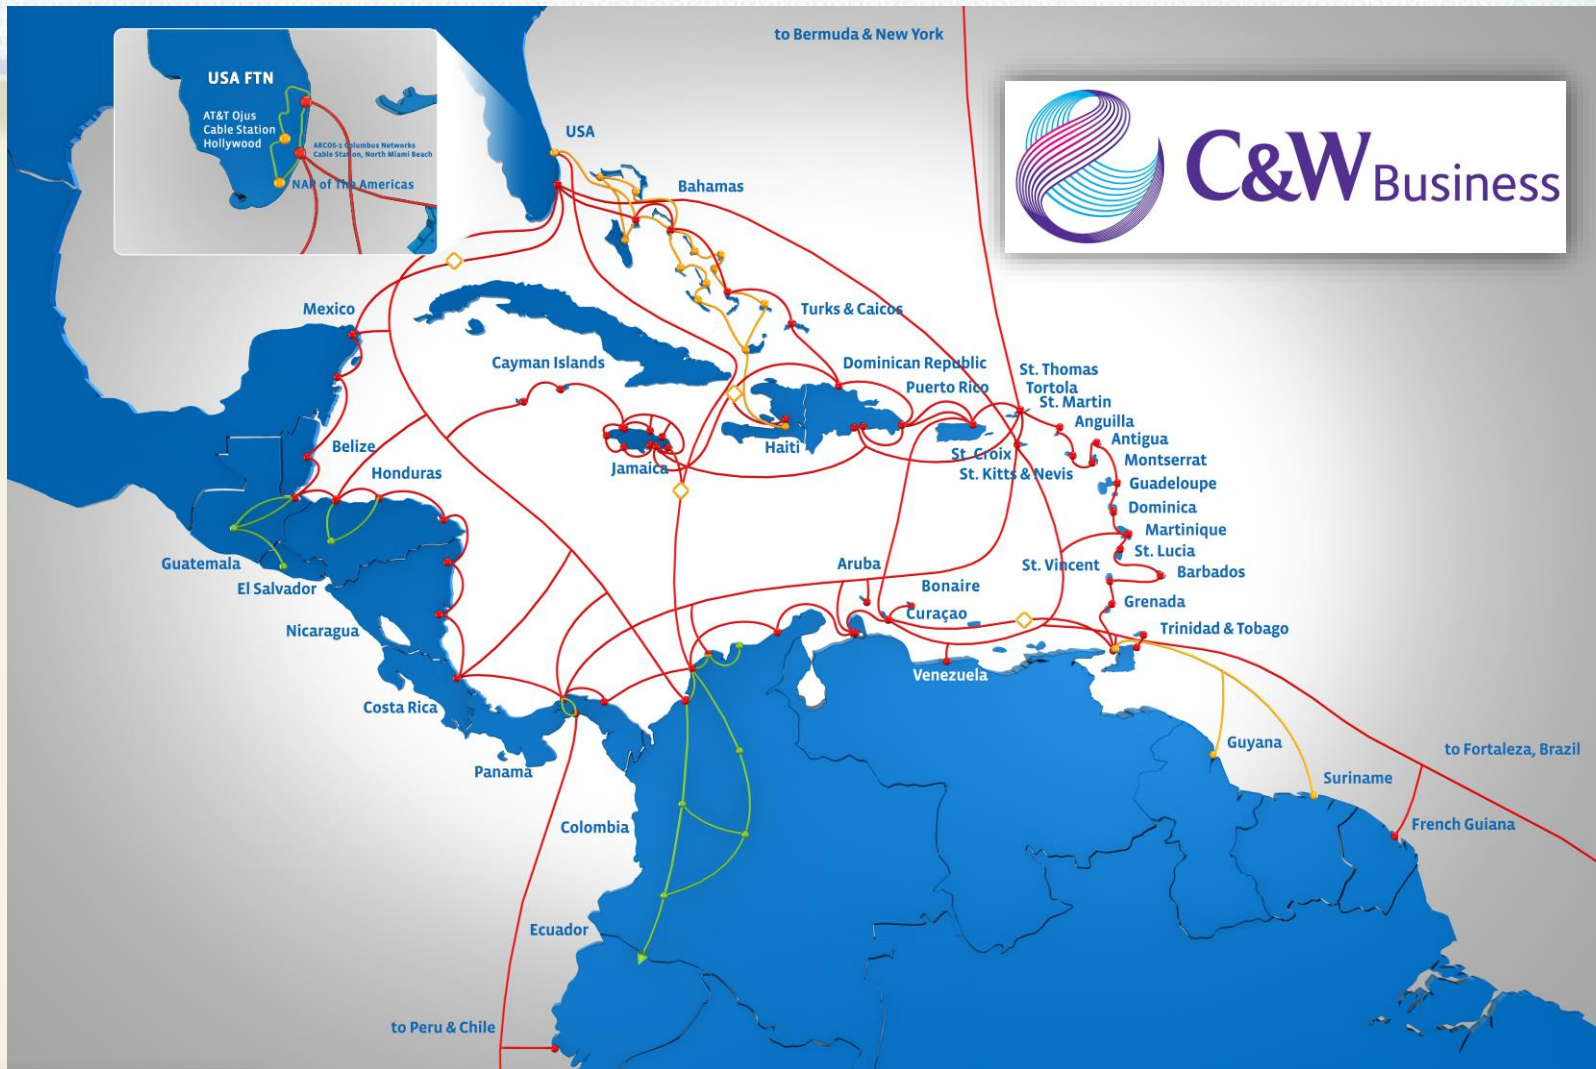 to Bermuda & New York
USA FTN
AT&T Ojus
Cable Station
Hollywood
ARCOS-1 Columbus Networks
Cable Station, North Miami Beach
NAP of The Americas
C&W Business
USA
Bahamas
Mexico
Turks & Caicos
Cayman Islands
Dominican Republic
Puerto Rico
St. Thomas
Tortola
St. Martin
Anguilla
Antigua
Montserrat
Belize
Haiti
Jamaica
St. Croix
St. Kitts & Nevis
Honduras
Guadeloupe
Dominica
Martinique
St. Lucia
Guatemala
El Salvador
Aruba
St. Vincent
Barbados
Bonaire
Curaçao
Grenada
Nicaragua
Trinidad & Tobago
Venezuela
Costa Rica
Guyana
to Fortaleza, Brazil
Panama
Suriname
Colombia
French Guiana
Ecuador
to Peru & Chile